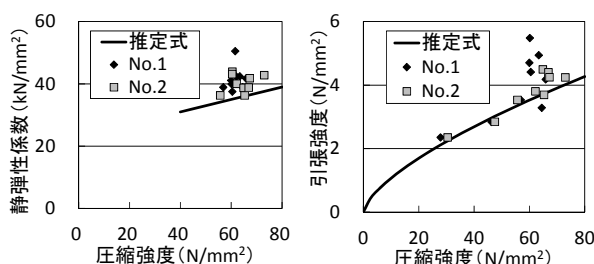 静弾性係数(kN/mm²)
60
40
20
0
推定式
No.1
No.2
0 20 40 60 80
圧縮強度(N/mm²)
引張強度(N/mm²)
6
4
2
0
推定式
No.1
No.2
0 20 40 60 80
圧縮強度(N/mm²)